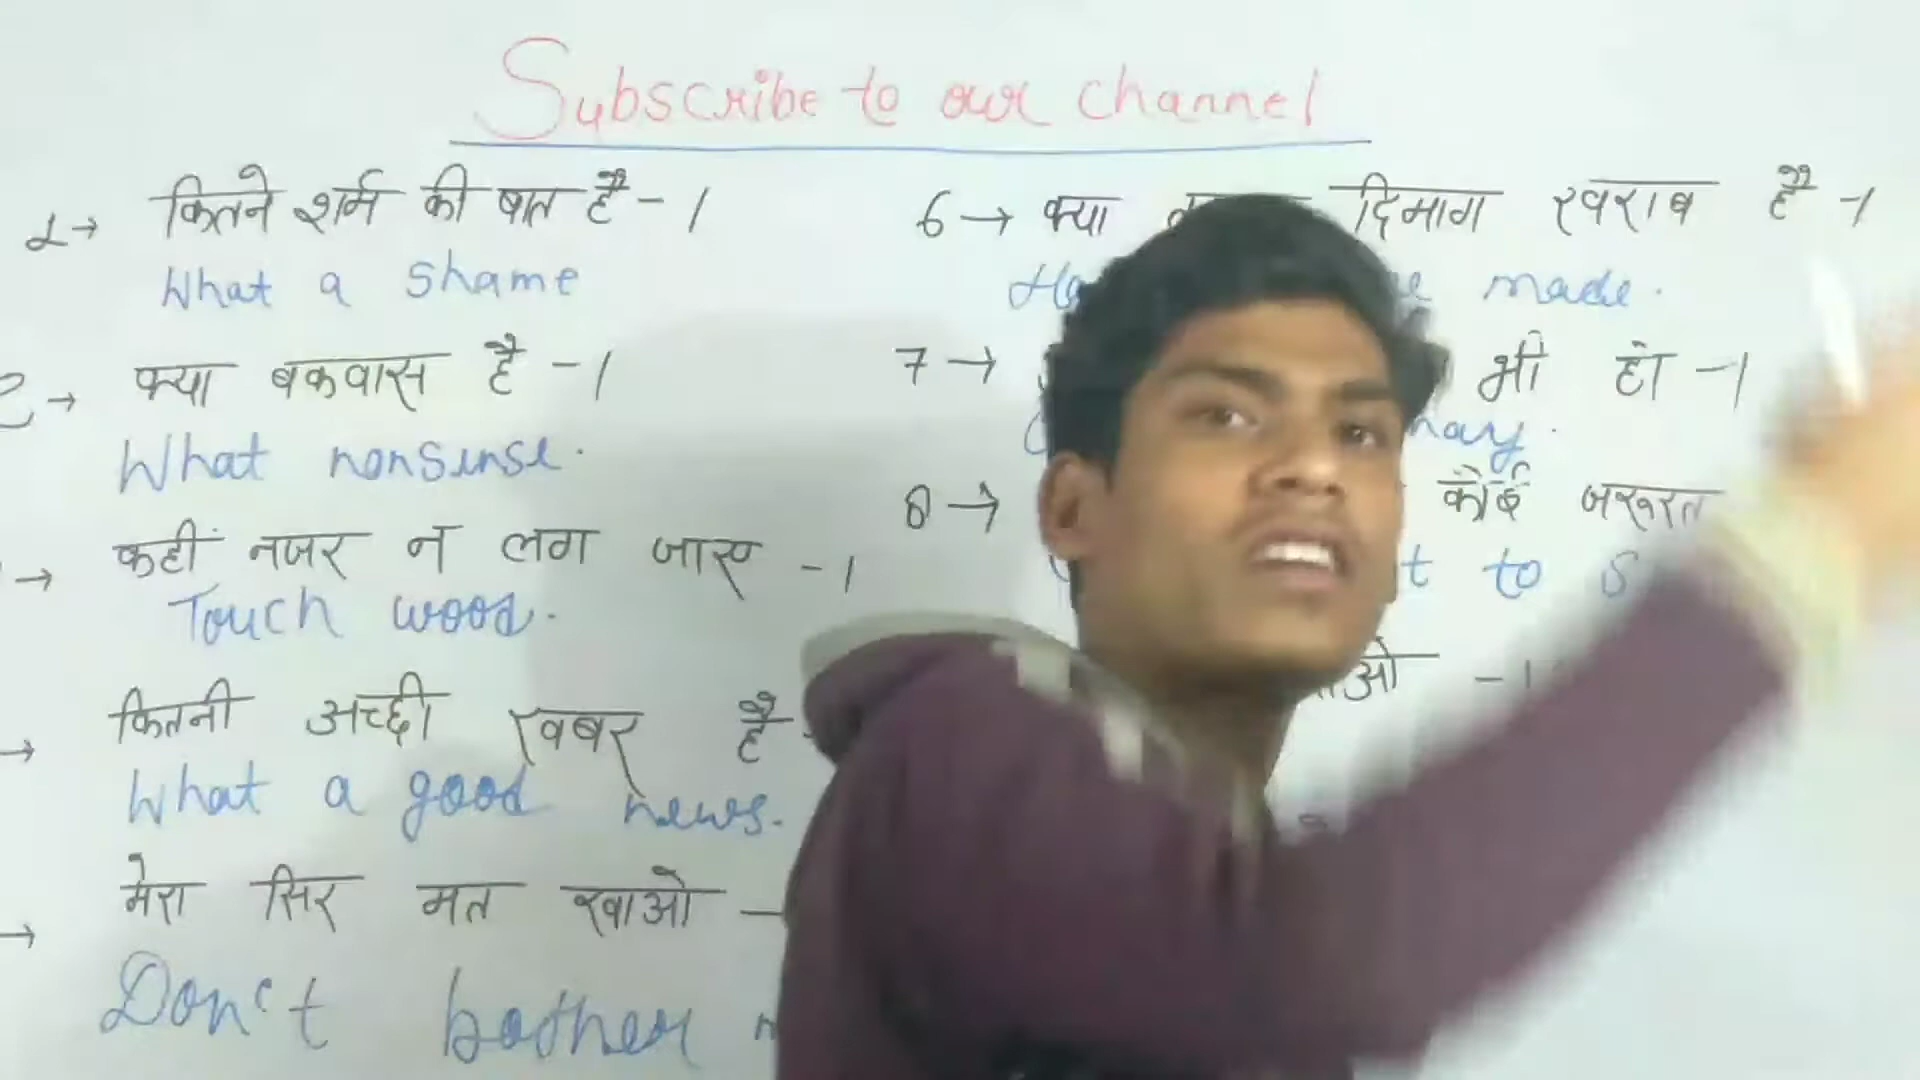 Subscribe to our channel
1→ कितने शर्म की बात है -।
What a shame
2→ क्या बकवास है -।
What nonsense.
→ कहीं नजर न लग जाए -।
Touch wood.
→ कितनी अच्छी खबर है
What a good news.
→ मेरा सिर मत खाओ -
Don't bother
6→ क्या दिमाग खराब है -।
made.
7→ भी हो -।
may.
8→ कोई जरूरत
to
-।